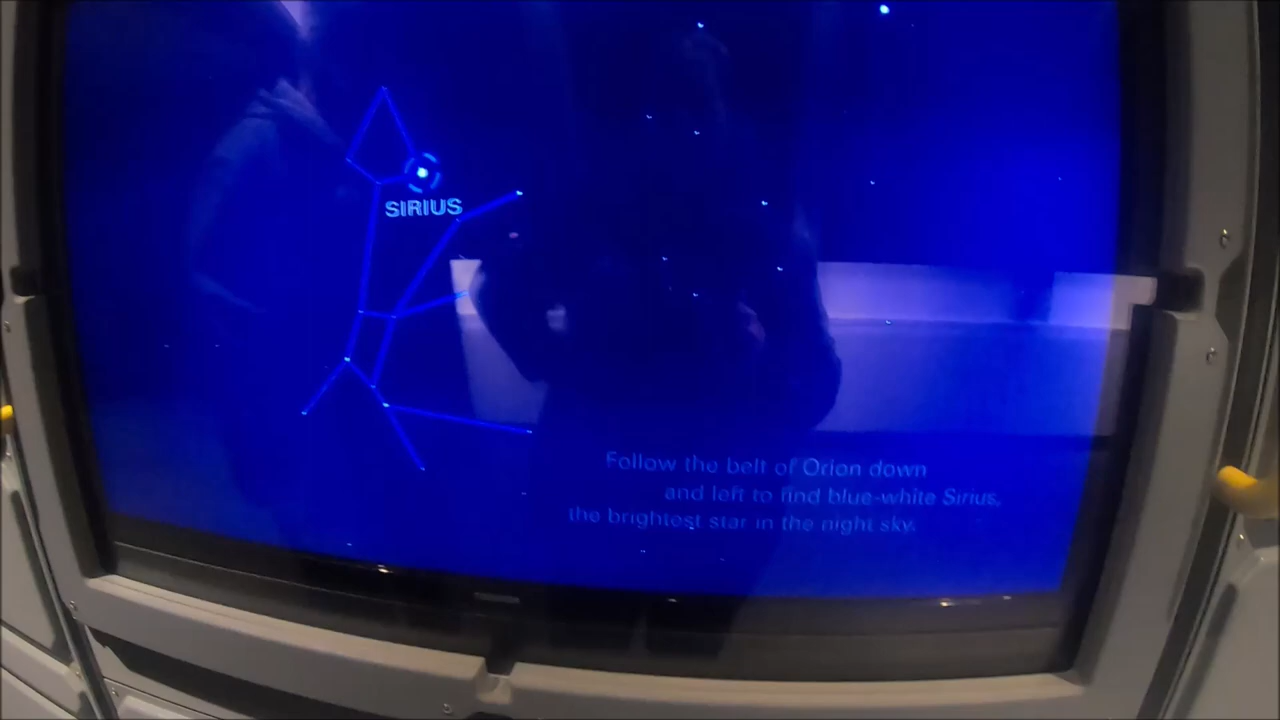 SIRIUS
Follow the belt of Orion down
and left to find blue-white Sirius,
the brightest star in the night sky.